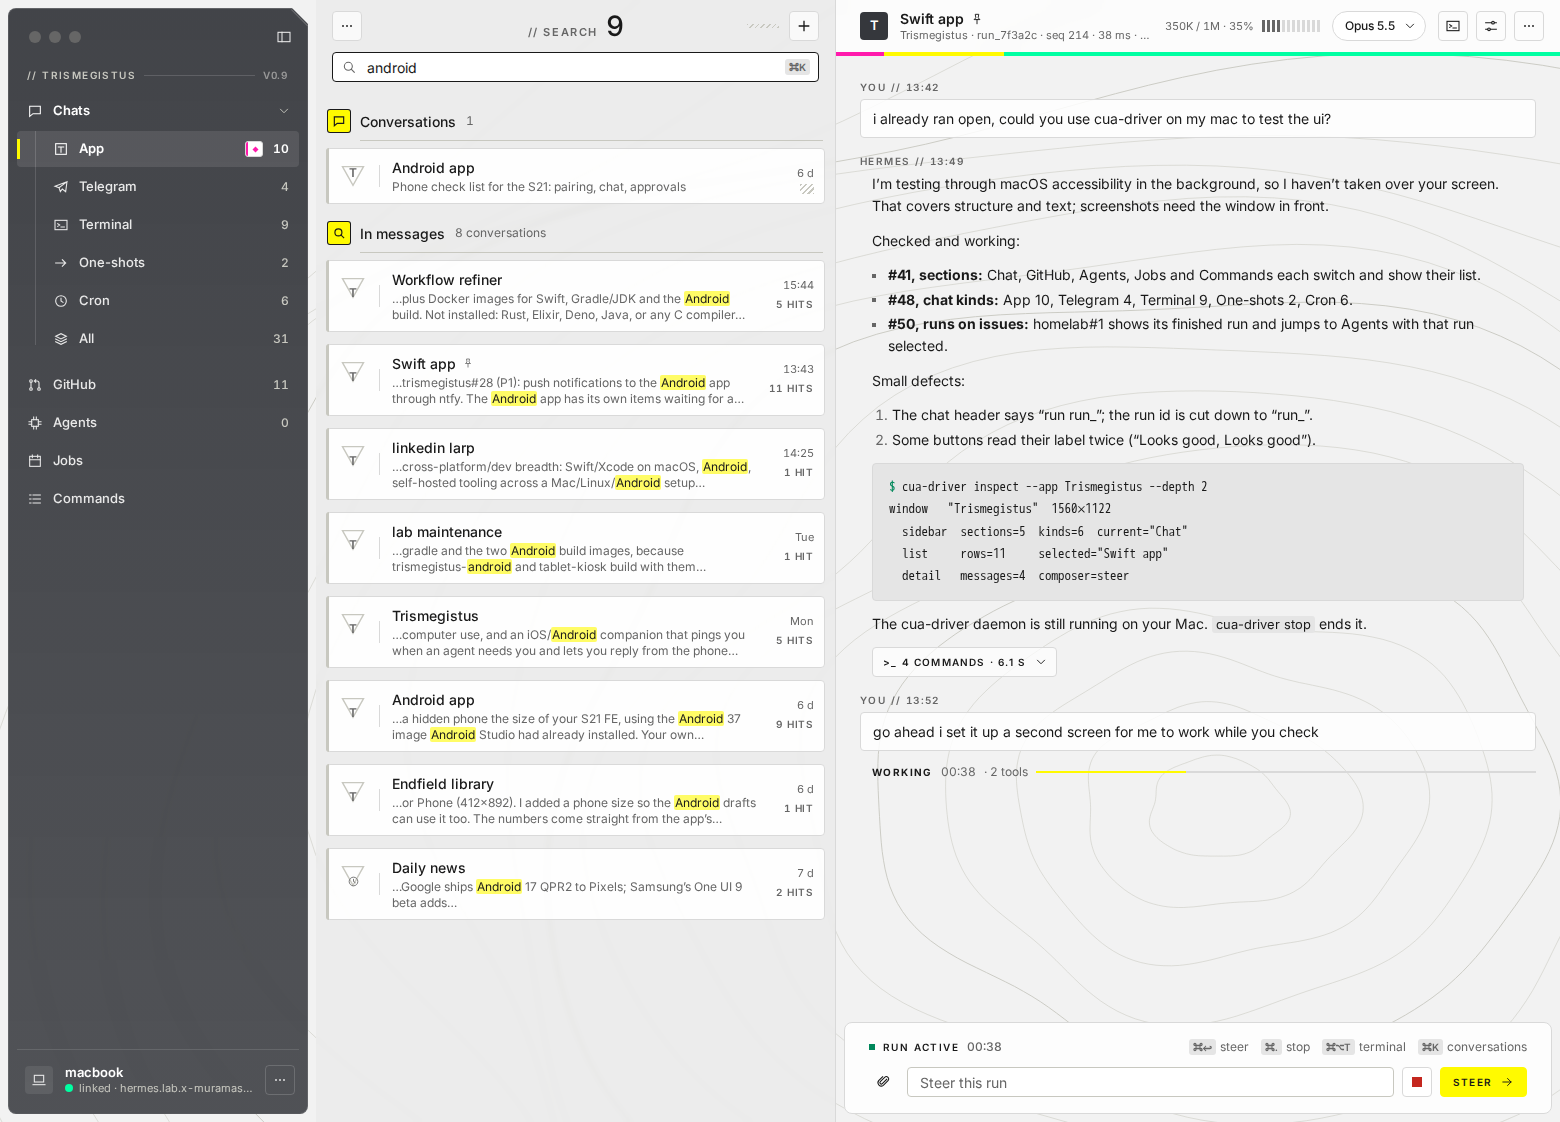 // TRISMEGISTUS
V0.9
Chats
App
10
Telegram
4
Terminal
9
One-shots
2
Cron
6
All
31
GitHub
11
Agents
0
Jobs
Commands
macbook
linked · hermes.lab.x-muramas…
// SEARCH 9
android
⌘K
Conversations 1
Android app
6 d
Phone check list for the S21: pairing, chat, approvals
In messages 8 conversations
Workflow refiner
15:44
…plus Docker images for Swift, Gradle/JDK and the Android
build. Not installed: Rust, Elixir, Deno, Java, or any C compiler…
5 HITS
Swift app
13:43
…trismegistus#28 (P1): push notifications to the Android app
through ntfy. The Android app has its own items waiting for a…
11 HITS
linkedin larp
14:25
…cross-platform/dev breadth: Swift/Xcode on macOS, Android,
self-hosted tooling across a Mac/Linux/Android setup…
1 HIT
lab maintenance
Tue
…gradle and the two Android build images, because
trismegistus-android and tablet-kiosk build with them…
1 HIT
Trismegistus
Mon
…computer use, and an iOS/Android companion that pings you
when an agent needs you and lets you reply from the phone…
5 HITS
Android app
6 d
…a hidden phone the size of your S21 FE, using the Android 37
image Android Studio had already installed. Your own…
9 HITS
Endfield library
6 d
…or Phone (412×892). I added a phone size so the Android drafts
can use it too. The numbers come straight from the app's…
1 HIT
Daily news
7 d
…Google ships Android 17 QPR2 to Pixels; Samsung's One UI 9
beta adds…
2 HITS
T
Swift app
Trismegistus · run_7f3a2c · seq 214 · 38 ms · …
350K / 1M · 35%
Opus 5.5
YOU // 13:42
i already ran open, could you use cua-driver on my mac to test the ui?
HERMES // 13:49
I'm testing through macOS accessibility in the background, so I haven't taken over your screen.
That covers structure and text; screenshots need the window in front.
Checked and working:
#41, sections: Chat, GitHub, Agents, Jobs and Commands each switch and show their list.
#48, chat kinds: App 10, Telegram 4, Terminal 9, One-shots 2, Cron 6.
#50, runs on issues: homelab#1 shows its finished run and jumps to Agents with that run
selected.
Small defects:
1. The chat header says “run run_”; the run id is cut down to “run_”.
2. Some buttons read their label twice (“Looks good, Looks good”).
$ cua-driver inspect --app Trismegistus --depth 2
window "Trismegistus" 1560×1122
sidebar sections=5 kinds=6 current="Chat"
list rows=11 selected="Swift app"
detail messages=4 composer=steer
The cua-driver daemon is still running on your Mac. cua-driver stop ends it.
>_ 4 COMMANDS · 6.1 S
YOU // 13:52
go ahead i set it up a second screen for me to work while you check
WORKING 00:38 · 2 tools
RUN ACTIVE 00:38
⌘↩ steer ⌘. stop ⌘⌥T terminal ⌘K conversations
Steer this run
STEER